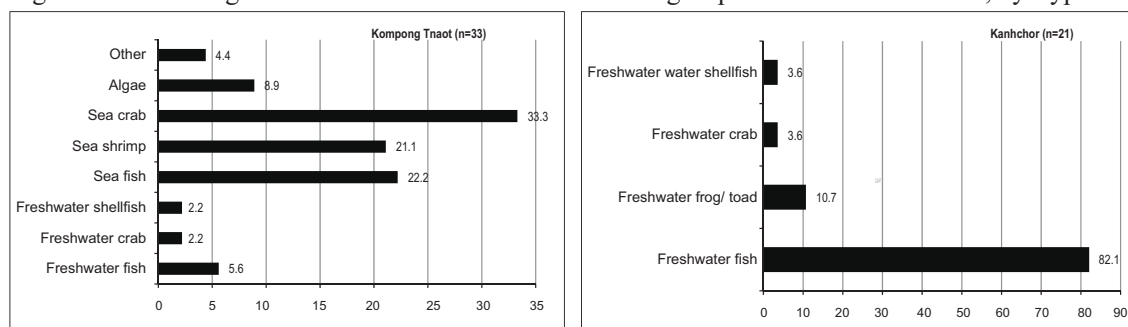 Kompong Tnaot (n=33)
Other
4.4
Algae
8.9
Sea crab
33.3
Sea shrimp
21.1
Sea fish
22.2
Freshwater shellfish
2.2
Freshwater crab
2.2
Freshwater fish
5.6
0 5 10 15 20 25 30 35
Kanhchor (n=21)
Freshwater water shellfish
3.6
Freshwater crab
3.6
Freshwater frog/ toad
10.7
Freshwater fish
82.1
0 10 20 30 40 50 60 70 80 90